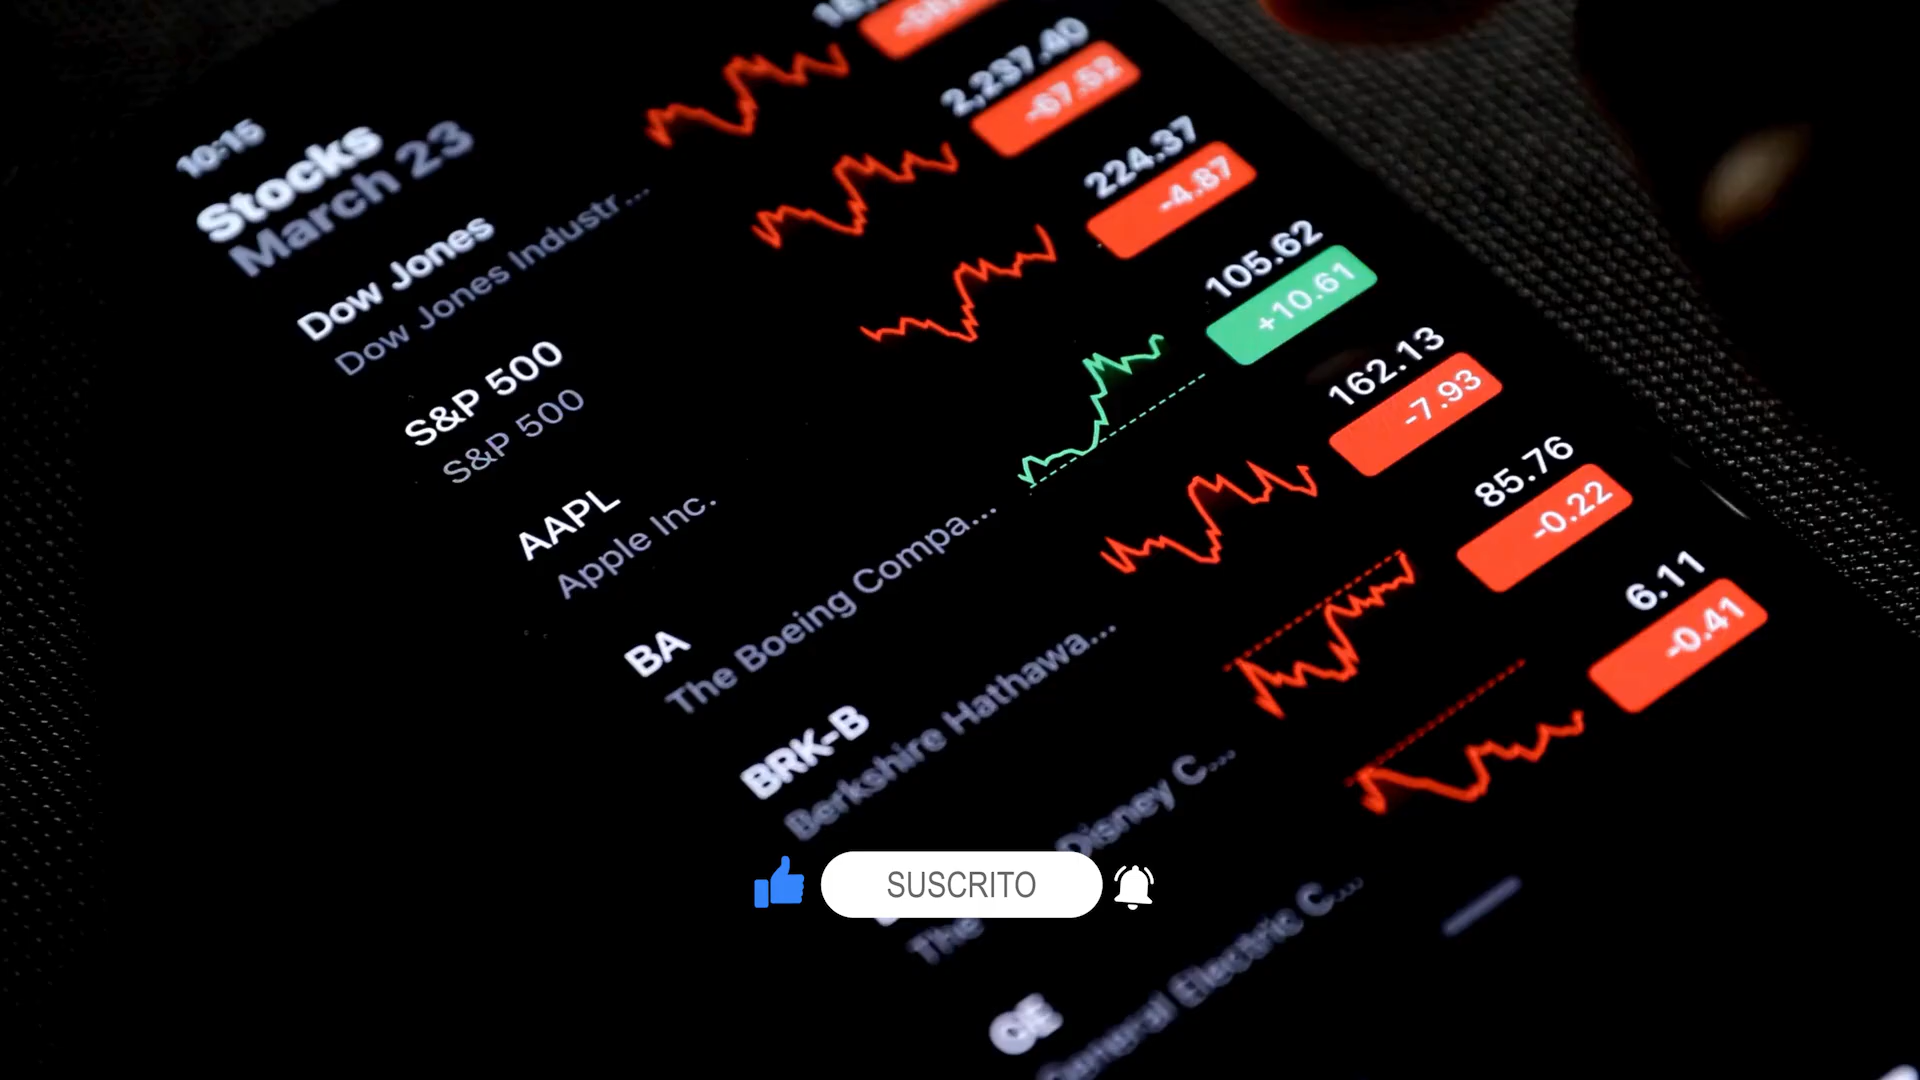 10:15
Stocks
March 23
Dow Jones
Dow Jones Industr...
S&P 500
S&P 500
2,237.40
-67.52
AAPL
Apple Inc.
224.37
-4.87
BA
The Boeing Compa...
105.62
+10.61
BRK-B
Berkshire Hathawa...
162.13
-7.93
The Disney C...
85.76
-0.22
GE
General Electric C...
6.11
-0.41
SUSCRITO